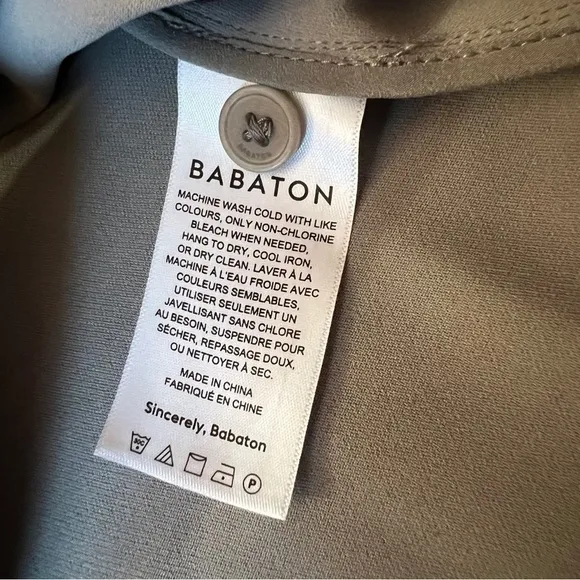 BABATON
BABATON
MACHINE WASH COLD WITH LIKE
COLOURS, ONLY NON-CHLORINE
BLEACH WHEN NEEDED,
HANG TO DRY, COOL IRON,
OR DRY CLEAN. LAVER À LA
MACHINE À L'EAU FROIDE AVEC
COULEURS SEMBLABLES,
UTILISER SEULEMENT UN
JAVELLISANT SANS CHLORE
AU BESOIN, SUSPENDRE POUR
SÉCHER, REPASSAGE DOUX,
OU NETTOYER À SEC.
MADE IN CHINA
FABRIQUÉ EN CHINE
Sincerely, Babaton
30C P